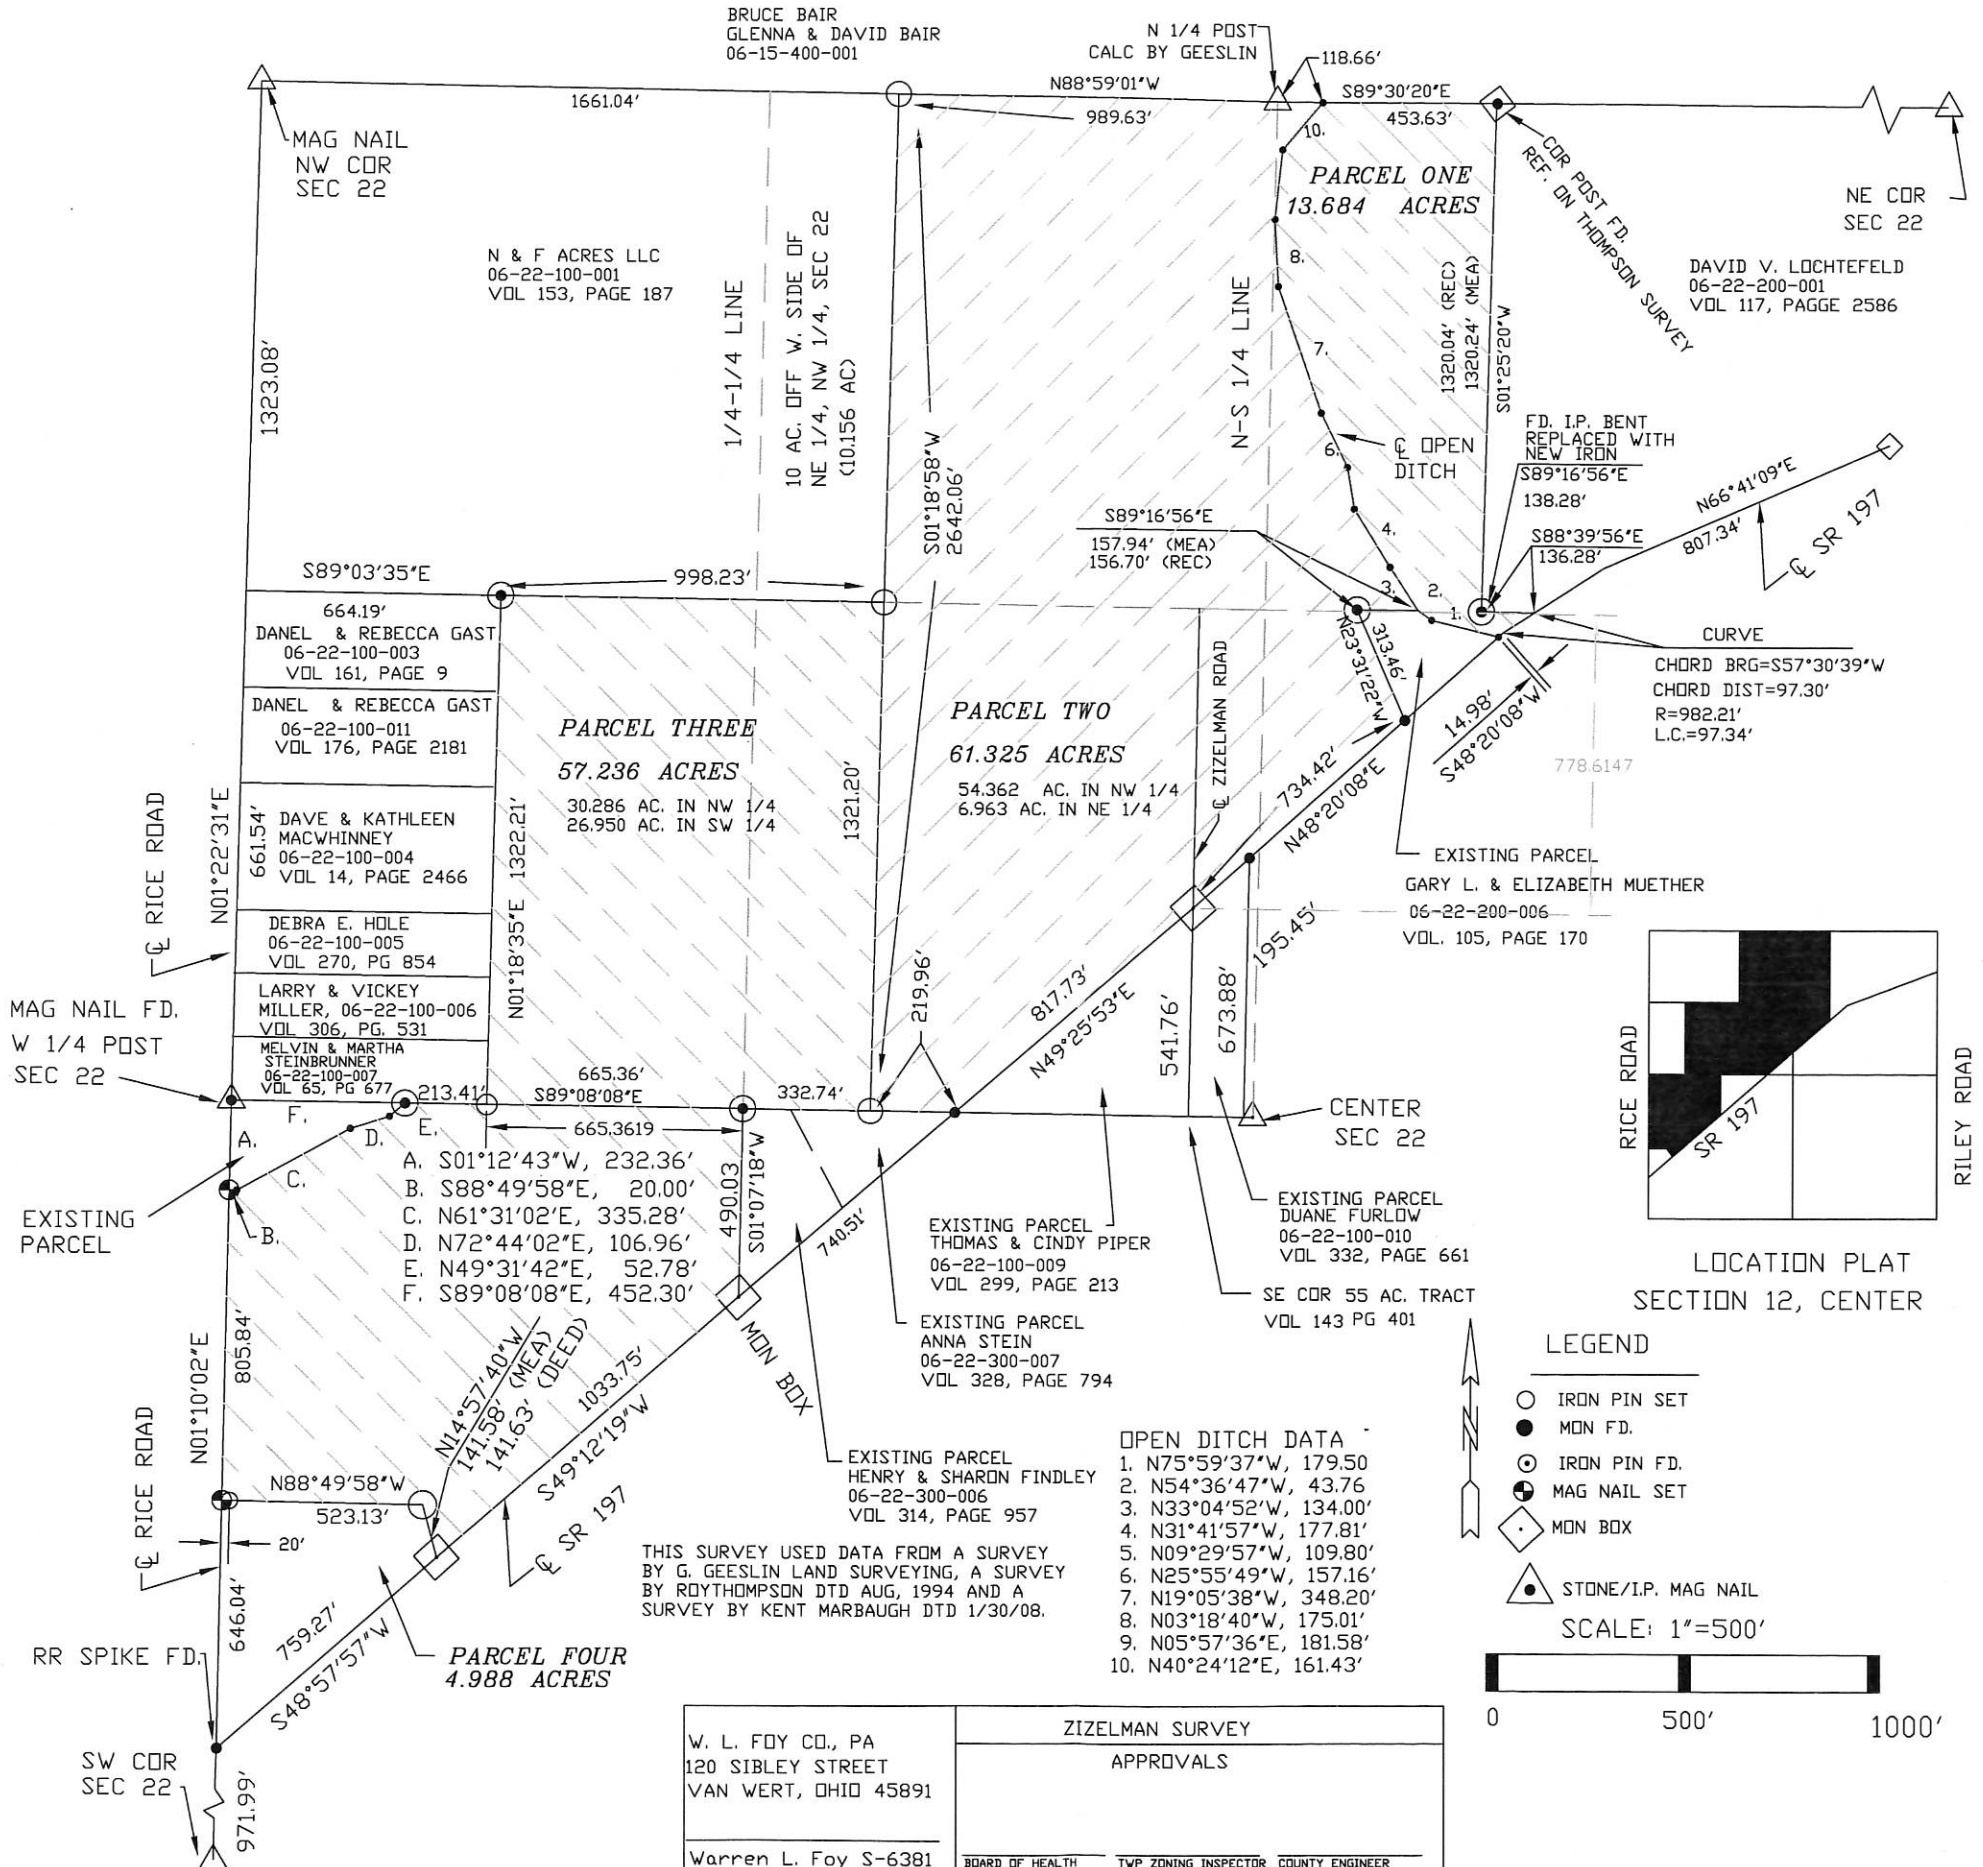 BRUCE BAIR
GLENNA & DAVID BAIR
06-15-400-001
N 1/4 POST
CALC BY GEESLIN
118.66'
N88°59'01"W
S89°30'20"E
1661.04'
989.63'
453.63'
MAG NAIL
NW COR
SEC 22
10.
COR POST FD.
REF. ON THOMPSON SURVEY
PARCEL ONE
13.684 ACRES
NE COR
SEC 22
N & F ACRES LLC
06-22-100-001
VOL 153, PAGE 187
1/4-1/4 LINE
10 AC. OFF W. SIDE OF
NE 1/4, NW 1/4, SEC 22
(10.156 AC)
8.
N-S 1/4 LINE
DAVID V. LOCHTEFELD
06-22-200-001
VOL 117, PAGGE 2586
1323.08'
S01°18'58"W
2642.06'
7.
1320.04' (REC)
1320.24' (MEA)
S01°25'20"W
6.
℄ OPEN
DITCH
FD. I.P. BENT
REPLACED WITH
NEW IRON
S89°16'56"E
138.28'
N66°41'09"E
807.34'
℄ SR 197
S89°16'56"E
157.94' (MEA)
156.70' (REC)
4.
S88°39'56"E
136.28'
S89°03'35"E
998.23'
3.
2.
1.
664.19'
DANEL & REBECCA GAST
06-22-100-003
VOL 161, PAGE 9
N23°31'22"W
313.46'
CURVE
CHORD BRG=S57°30'39"W
CHORD DIST=97.30'
R=982.21'
L.C.=97.34'
DANEL & REBECCA GAST
06-22-100-011
VOL 176, PAGE 2181
PARCEL THREE
57.236 ACRES
30.286 AC. IN NW 1/4
26.950 AC. IN SW 1/4
PARCEL TWO
61.325 ACRES
54.362 AC. IN NW 1/4
6.963 AC. IN NE 1/4
℄ ZIZELMAN ROAD
14.98'
S48°20'08"W
778.6147
734.42'
N48°20'08"E
℄ RICE ROAD
N01°22'31"E
661.54'
DAVE & KATHLEEN
MACWHINNEY
06-22-100-004
VOL 14, PAGE 2466
N01°18'35"E 1322.21'
1321.20'
EXISTING PARCEL
GARY L. & ELIZABETH MUETHER
06-22-200-006
VOL. 105, PAGE 170
DEBRA E. HOLE
06-22-100-005
VOL 270, PG 854
LARRY & VICKEY
MILLER, 06-22-100-006
VOL 306, PG. 531
MELVIN & MARTHA
STEINBRUNNER
06-22-100-007
VOL 65, PG 677
MAG NAIL FD.
W 1/4 POST
SEC 22
219.96'
817.73'
N49°25'53"E
541.76'
673.88'
195.45'
213.41'
665.36'
S89°08'08"E
332.74'
665.3619
CENTER
SEC 22
F.
E.
D.
A.
C.
B.
EXISTING
PARCEL
A. S01°12'43"W, 232.36'
B. S88°49'58"E, 20.00'
C. N61°31'02"E, 335.28'
D. N72°44'02"E, 106.96'
E. N49°31'42"E, 52.78'
F. S89°08'08"E, 452.30'
490.03
S01°07'18"W
740.51'
EXISTING PARCEL
THOMAS & CINDY PIPER
06-22-100-009
VOL 299, PAGE 213
EXISTING PARCEL
DUANE FURLOW
06-22-100-010
VOL 332, PAGE 661
SE COR 55 AC. TRACT
VOL 143 PG 401
EXISTING PARCEL
ANNA STEIN
06-22-300-007
VOL 328, PAGE 794
RICE ROAD
SR 197
RILEY ROAD
LOCATION PLAT
SECTION 12, CENTER
N01°10'02"E
805.84'
MON BOX
N14°57'40"W
141.58' (MEA)
141.63' (DEED)
1033.75'
S49°12'19"W
℄ SR 197
EXISTING PARCEL
HENRY & SHARON FINDLEY
06-22-300-006
VOL 314, PAGE 957
N88°49'58"W
523.13'
℄ RICE ROAD
20'
N
LEGEND
IRON PIN SET
MON FD.
IRON PIN FD.
MAG NAIL SET
MON BOX
STONE/I.P. MAG NAIL
SCALE: 1"=500'
0 500' 1000'
OPEN DITCH DATA
1. N75°59'37"W, 179.50
2. N54°36'47"W, 43.76
3. N33°04'52"W, 134.00'
4. N31°41'57"W, 177.81'
5. N09°29'57"W, 109.80'
6. N25°55'49"W, 157.16'
7. N19°05'38"W, 348.20'
8. N03°18'40"W, 175.01'
9. N05°57'36"E, 181.58'
10. N40°24'12"E, 161.43'
THIS SURVEY USED DATA FROM A SURVEY
BY G. GEESLIN LAND SURVEYING, A SURVEY
BY ROYTHOMPSON DTD AUG, 1994 AND A
SURVEY BY KENT MARBAUGH DTD 1/30/08.
646.04'
759.27'
S48°57'57"W
PARCEL FOUR
4.988 ACRES
RR SPIKE FD.
SW COR
SEC 22
971.99'
W. L. FOY CO., PA
120 SIBLEY STREET
VAN WERT, OHIO 45891
Warren L. Foy S-6381
ZIZELMAN SURVEY
APPROVALS
BOARD OF HEALTH TWP ZONING INSPECTOR COUNTY ENGINEER